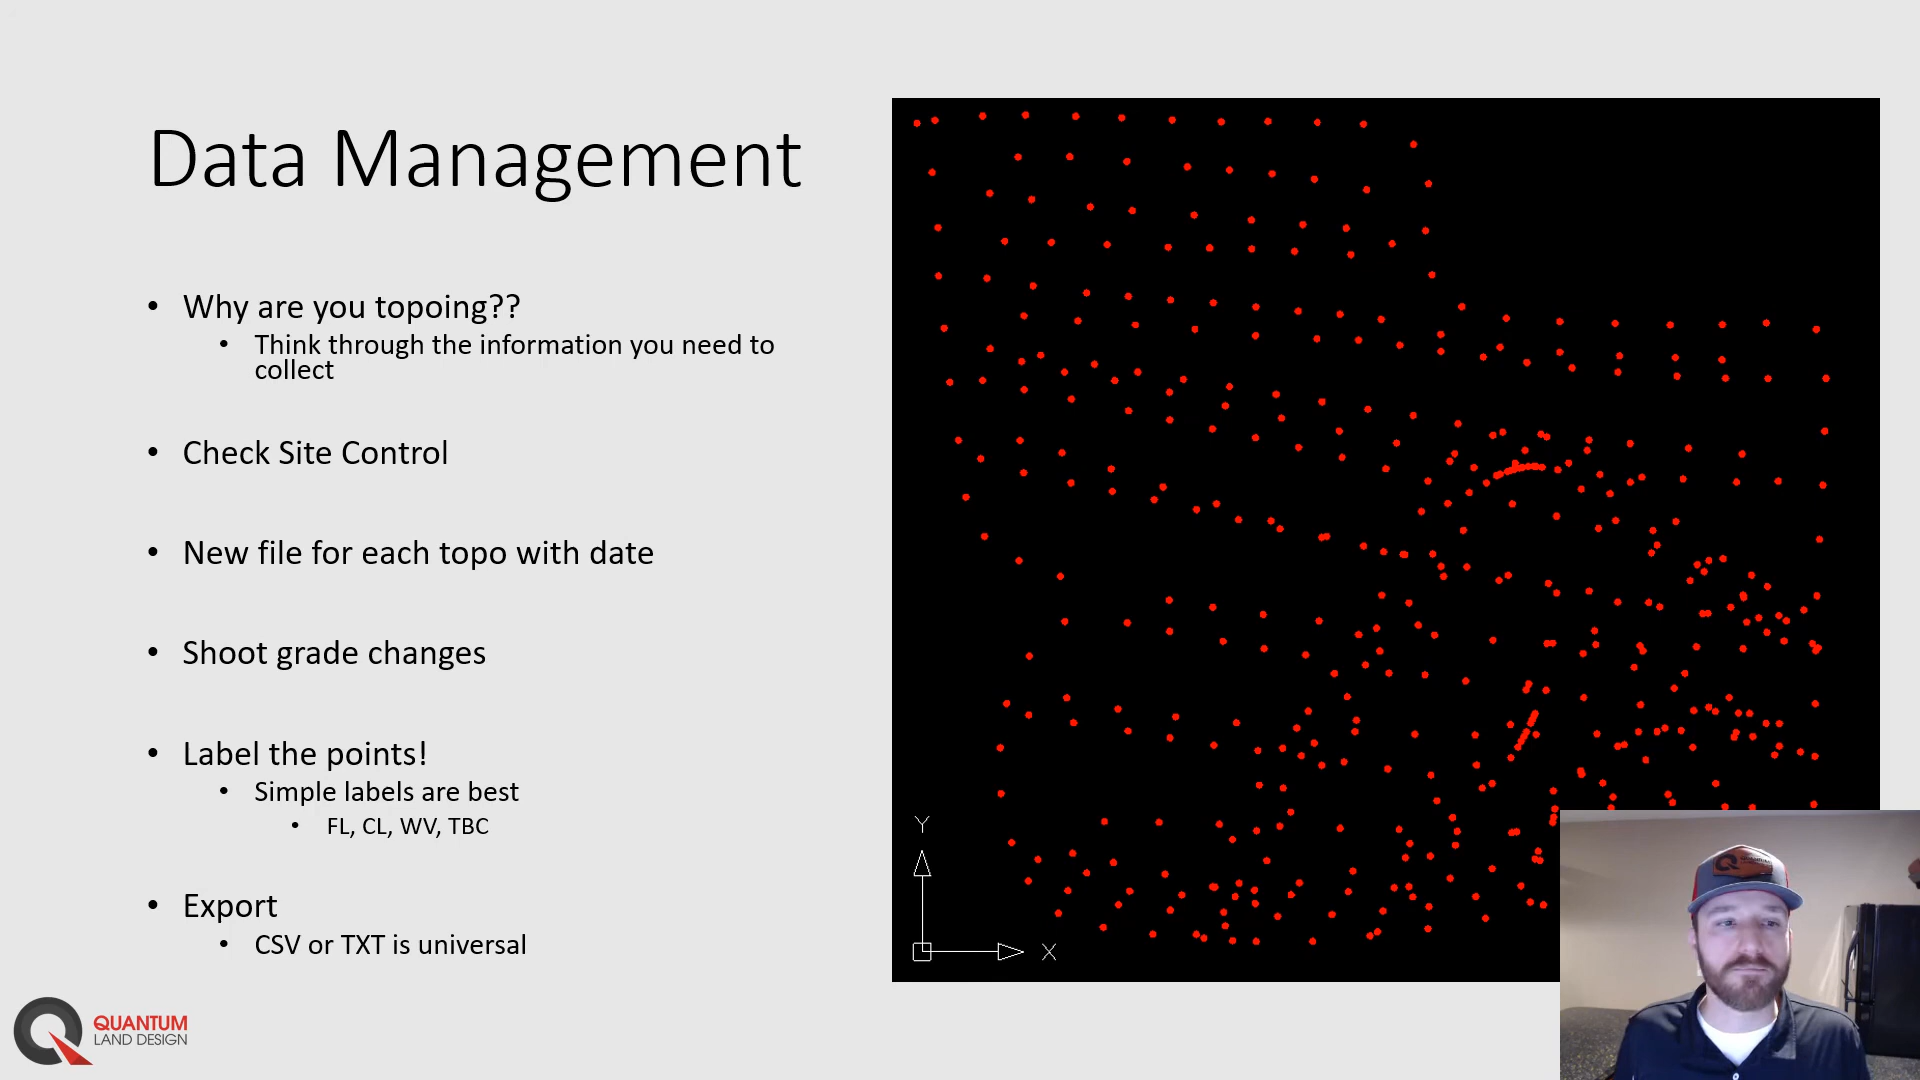 Data Management
• Why are you topoing??
• Think through the information you need to
collect
• Check Site Control
• New file for each topo with date
• Shoot grade changes
• Label the points!
• Simple labels are best
• FL, CL, WV, TBC
• Export
• CSV or TXT is universal
Y
X
QUANTUM
LAND DESIGN